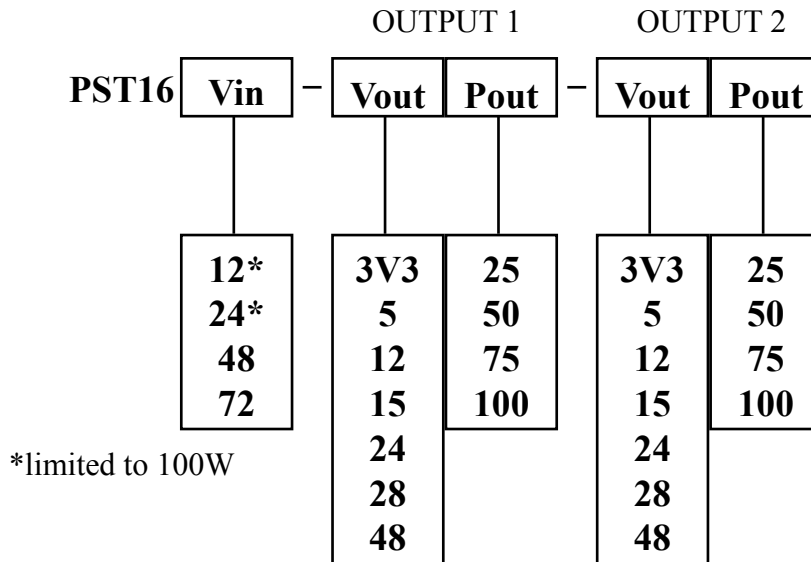 OUTPUT 1 OUTPUT 2
PST16 Vin – Vout Pout – Vout Pout
12* 3V3 25 3V3 25
24* 5 50 5 50
48 12 75 12 75
72 15 100 15 100
*limited to 100W
24 24
28 28
48 48